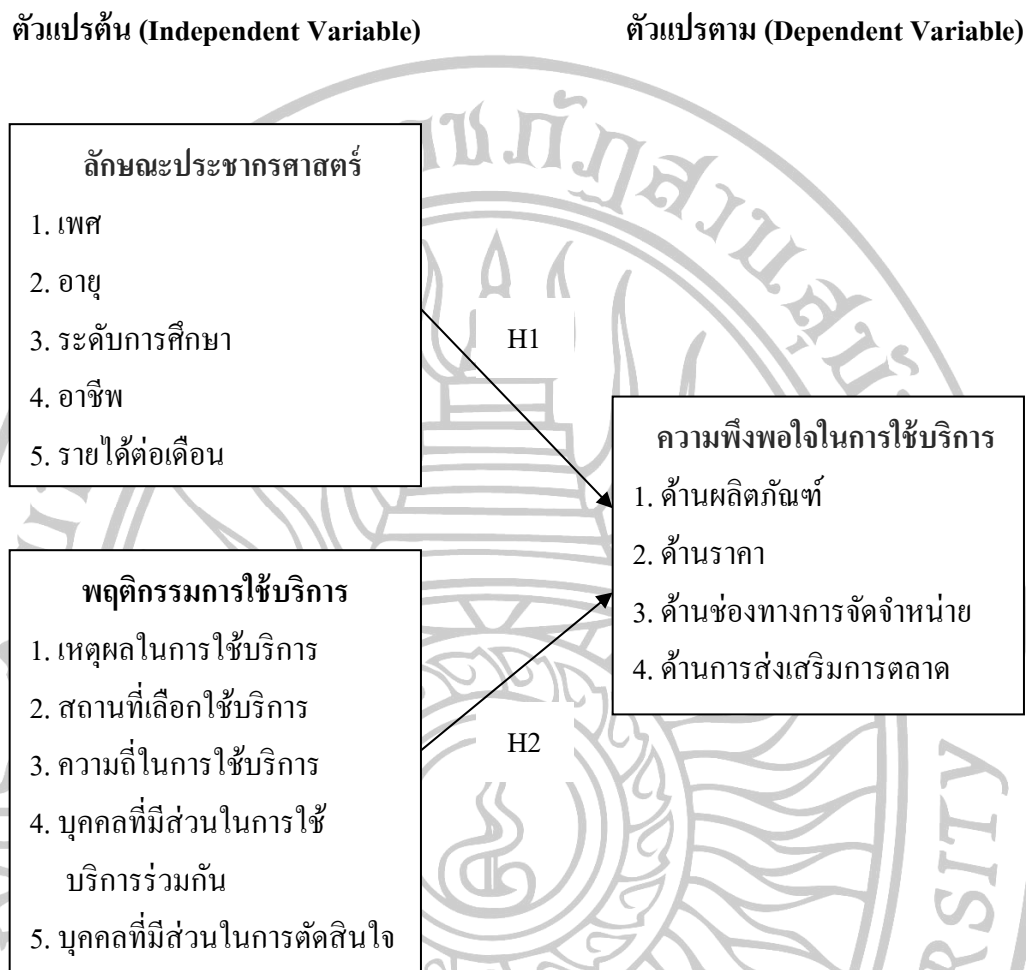 ตัวแปรต้น (Independent Variable)
ตัวแปรตาม (Dependent Variable)
ลักษณะประชากรศาสตร์
1. เพศ
2. อายุ
3. ระดับการศึกษา
4. อาชีพ
5. รายได้ต่อเดือน
H1
ความพึงพอใจในการใช้บริการ
1. ด้านผลิตภัณฑ์
2. ด้านราคา
3. ด้านช่องทางการจัดจำหน่าย
4. ด้านการส่งเสริมการตลาด
พฤติกรรมการใช้บริการ
1. เหตุผลในการใช้บริการ
2. สถานที่เลือกใช้บริการ
3. ความถี่ในการใช้บริการ
4. บุคคลที่มีส่วนในการใช้
บริการร่วมกัน
5. บุคคลที่มีส่วนในการตัดสินใจ
H2